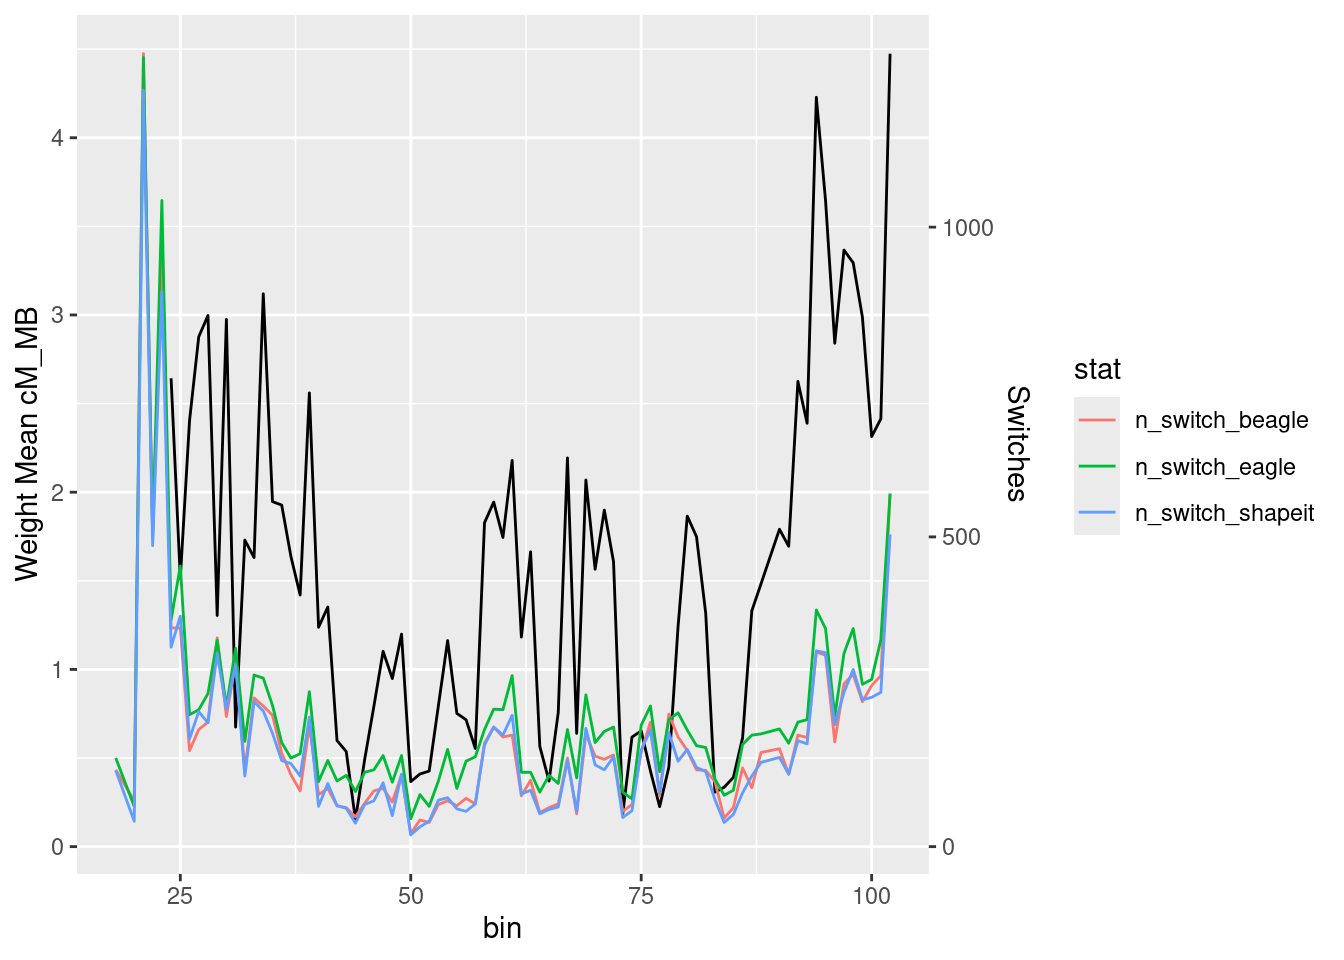 Weight Mean cM_MB
4
3
2
1
0
25
50
75
100
bin
1000
500
0
Switches
stat
n_switch_beagle
n_switch_eagle
n_switch_shapeit